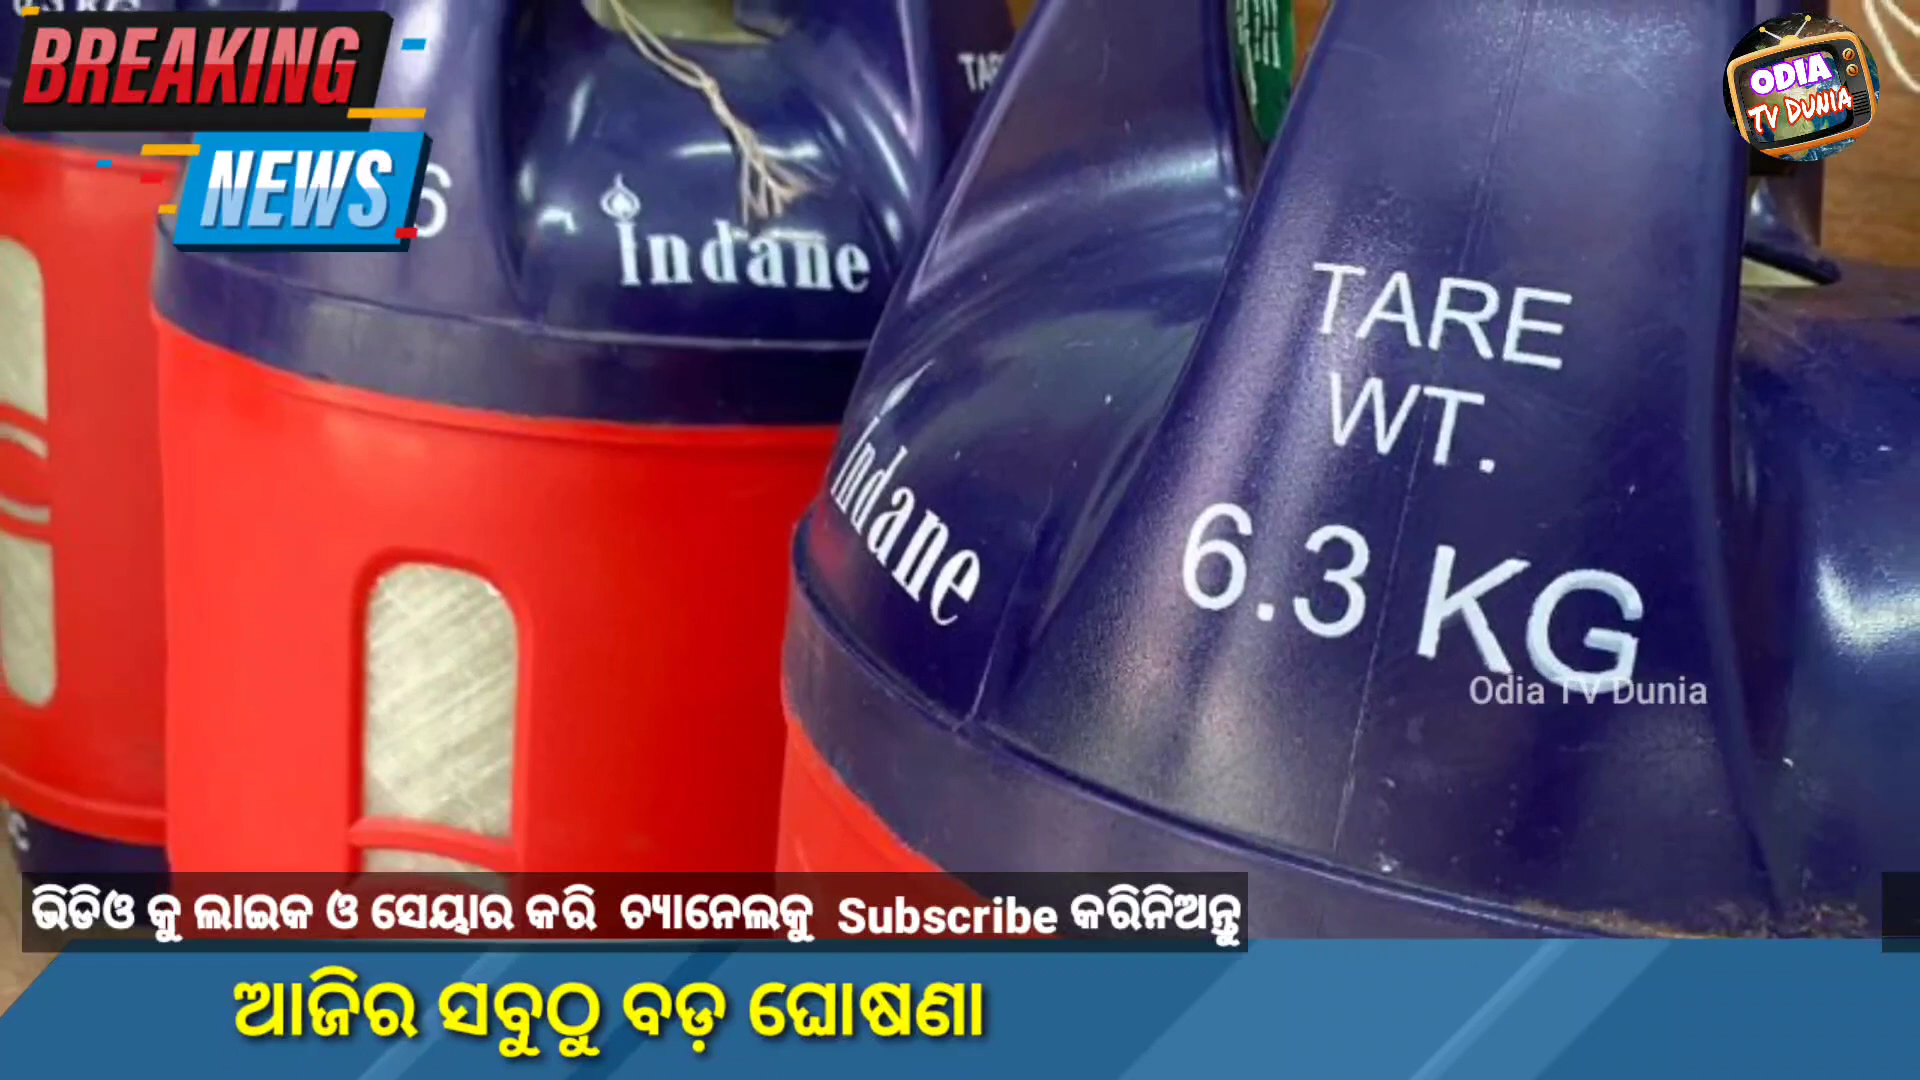 BREAKING
NEWS
ODIA
TV DUNIA
Indane
TARE
WT.
6.3 KG
Indane
Odia TV Dunia
ଭିଡିଓ କୁ ଲାଇକ ଓ ସେୟାର କରି ଚ୍ୟାନେଲକୁ Subscribe କରିନିଅନ୍ତୁ
ଆଜିର ସବୁଠୁ ବଡ଼ ଘୋଷଣା